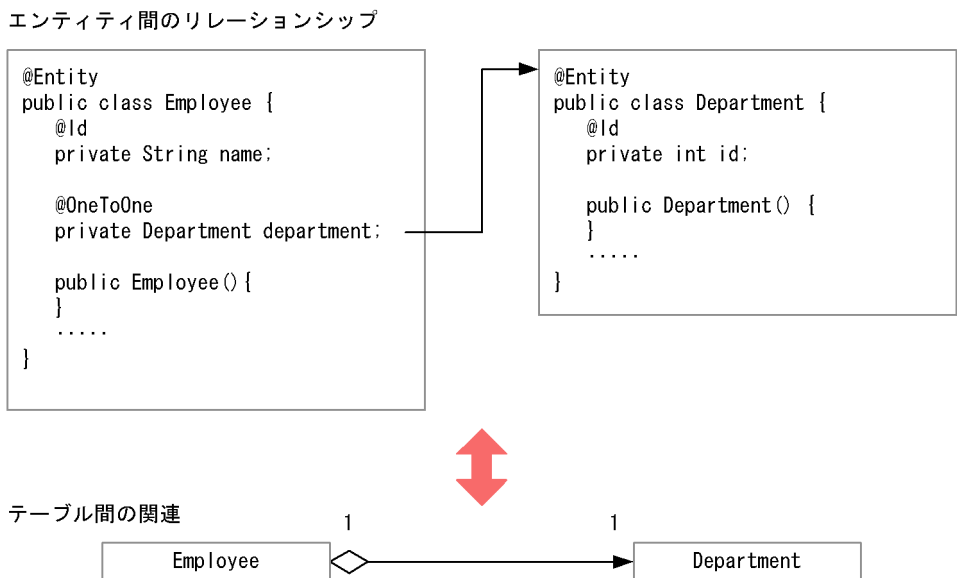 エンティティ間のリレーションシップ
@Entity
public class Employee {
@Id
private String name;
@OneToOne
private Department department;
public Employee(){
}
.....
}
@Entity
public class Department {
@Id
private int id;
public Department() {
}
.....
}
テーブル間の関連
1 1
Employee Department